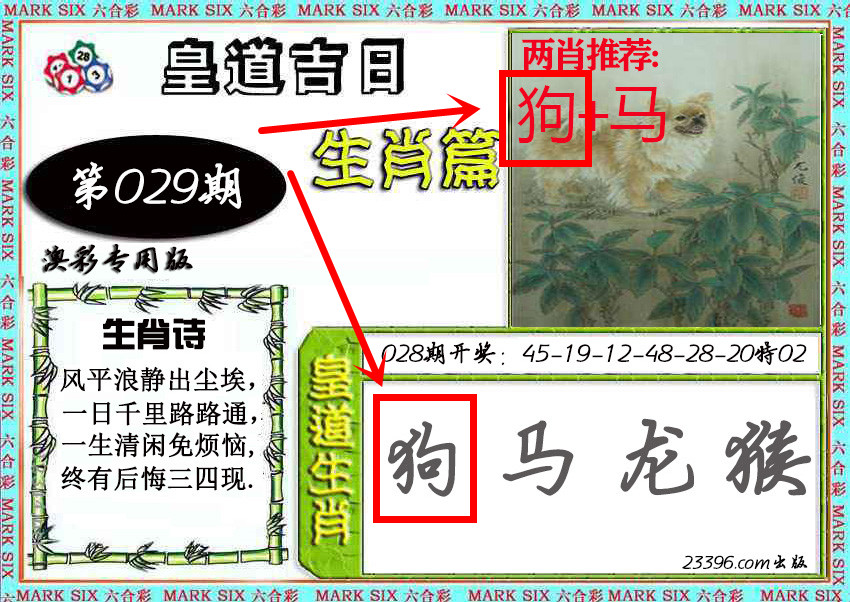 MARK SIX 六合彩 MARK SIX 六合彩 MARK SIX 六合彩 MARK SIX 六合彩 MARK SIX 六合彩 MARK SIX 六合彩
皇道吉日
生肖篇
28
1
3
第029期
澳彩专用版
两肖推荐:
狗+马
生肖诗
风平浪静出尘埃，
一日千里路路通，
一生清闲免烦恼，
终有后悔三四现.
028期开奖：45-19-12-48-28-20特02
皇道生肖
狗 马 龙 猴
23396.com出版
MARK SIX 六合彩 MARK SIX 六合彩 MARK SIX 六合彩 MARK SIX 六合彩 MARK SIX 六合彩 MARK SIX 六合彩